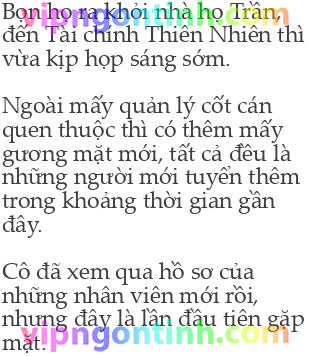 Bọn họ ra khỏi nhà họ Trần,
đến Tài chính Thiên Nhiên thì
vừa kịp họp sáng sớm.
Ngoài mấy quản lý cốt cán
quen thuộc thì có thêm mấy
gương mặt mới, tất cả đều là
những người mới tuyển thêm
trong khoảng thời gian gần
đây.
Cô đã xem qua hồ sơ của
những nhân viên mới rồi,
nhưng đây là lần đầu tiên gặp
mặt.
vipngontinh.com
vipngontinh.com